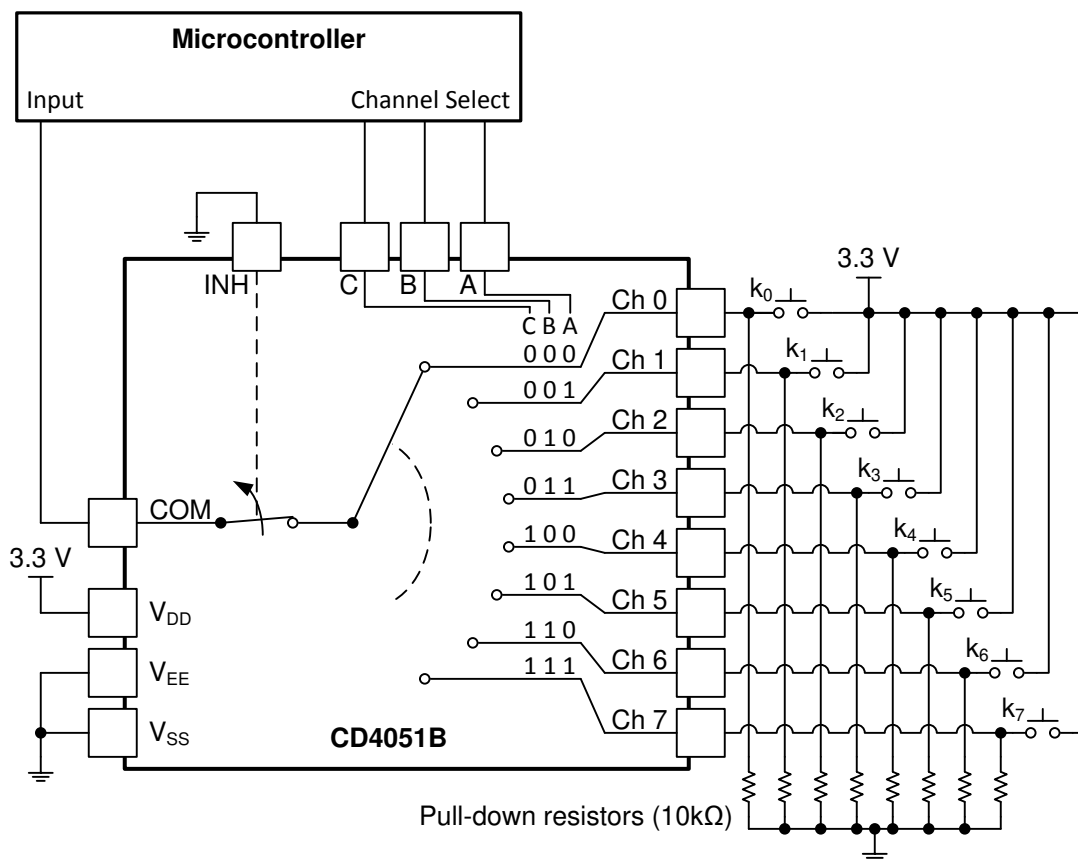 Microcontroller
Input
Channel Select
INH
C
B
A
C B A
3.3 V
Ch 0
k0
0 0 0
Ch 1
k1
0 0 1
Ch 2
k2
0 1 0
Ch 3
k3
0 1 1
COM
Ch 4
k4
1 0 0
3.3 V
Ch 5
k5
1 0 1
VDD
Ch 6
k6
1 1 0
VEE
1 1 1
Ch 7
k7
VSS
CD4051B
Pull-down resistors (10kΩ)